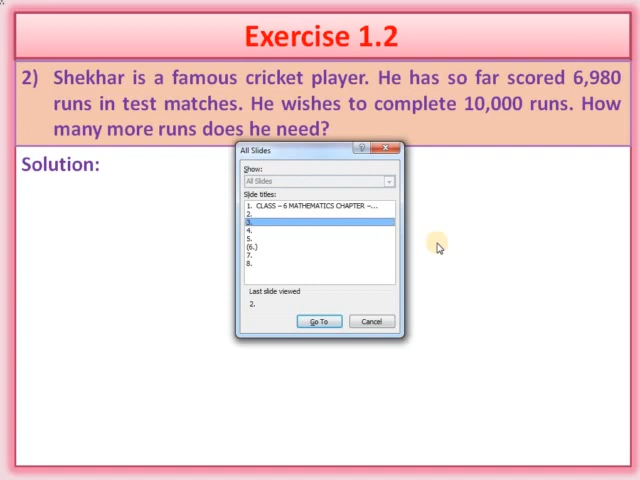 Exercise 1.2
2) Shekhar is a famous cricket player. He has so far scored 6,980
runs in test matches. He wishes to complete 10,000 runs. How
many more runs does he need?
Solution:
All Slides
Show:
All Slides
Slide titles:
1. CLASS – 6 MATHEMATICS CHAPTER –...
2.
3.
4.
5.
(6.)
7.
8.
Last slide viewed
2.
Go To Cancel